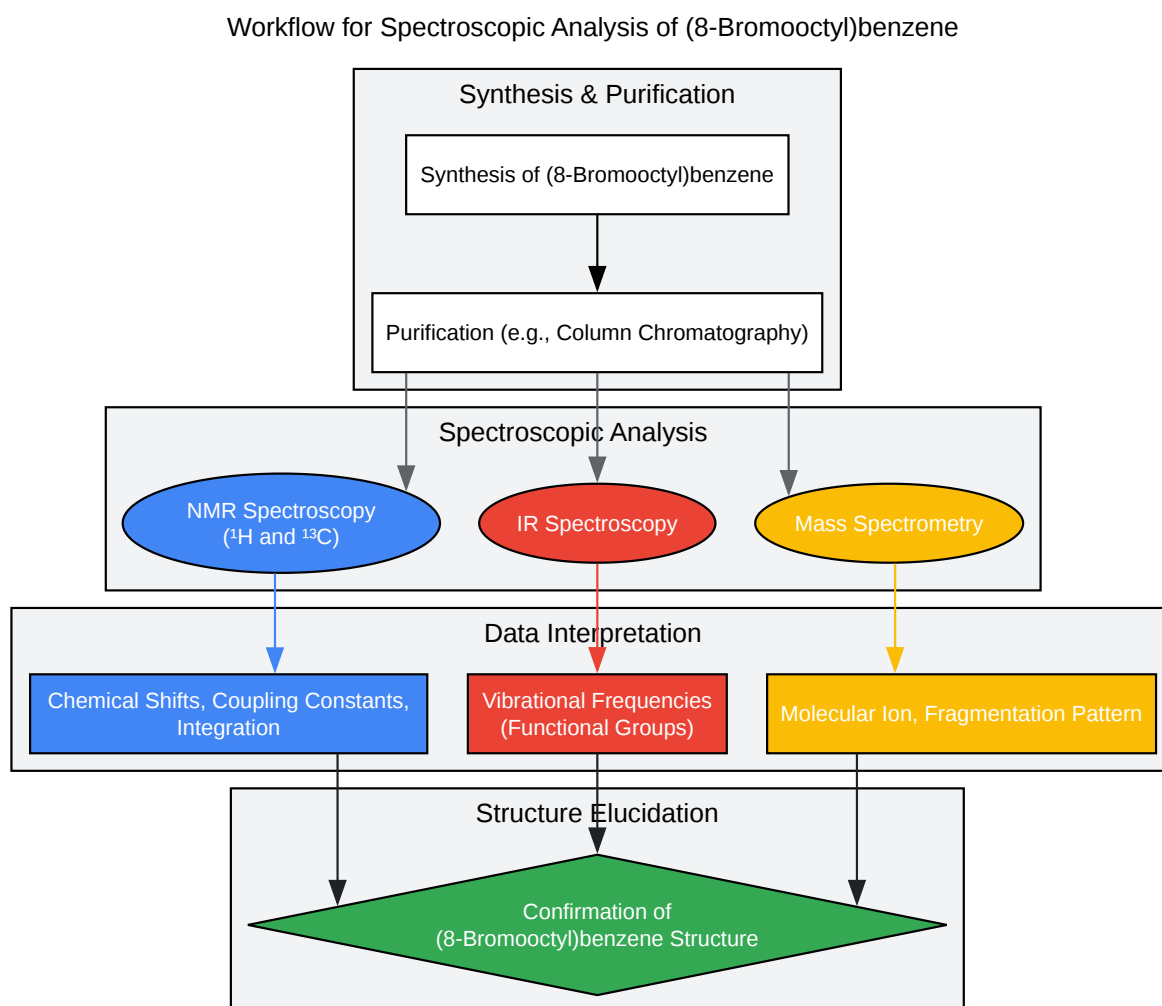 Workflow for Spectroscopic Analysis of (8-Bromooctyl)benzene
Synthesis & Purification
Synthesis of (8-Bromooctyl)benzene
Purification (e.g., Column Chromatography)
Spectroscopic Analysis
NMR Spectroscopy
(¹H and ¹³C)
IR Spectroscopy
Mass Spectrometry
Data Interpretation
Chemical Shifts, Coupling Constants,
Integration
Vibrational Frequencies
(Functional Groups)
Molecular Ion, Fragmentation Pattern
Structure Elucidation
Confirmation of
(8-Bromooctyl)benzene Structure